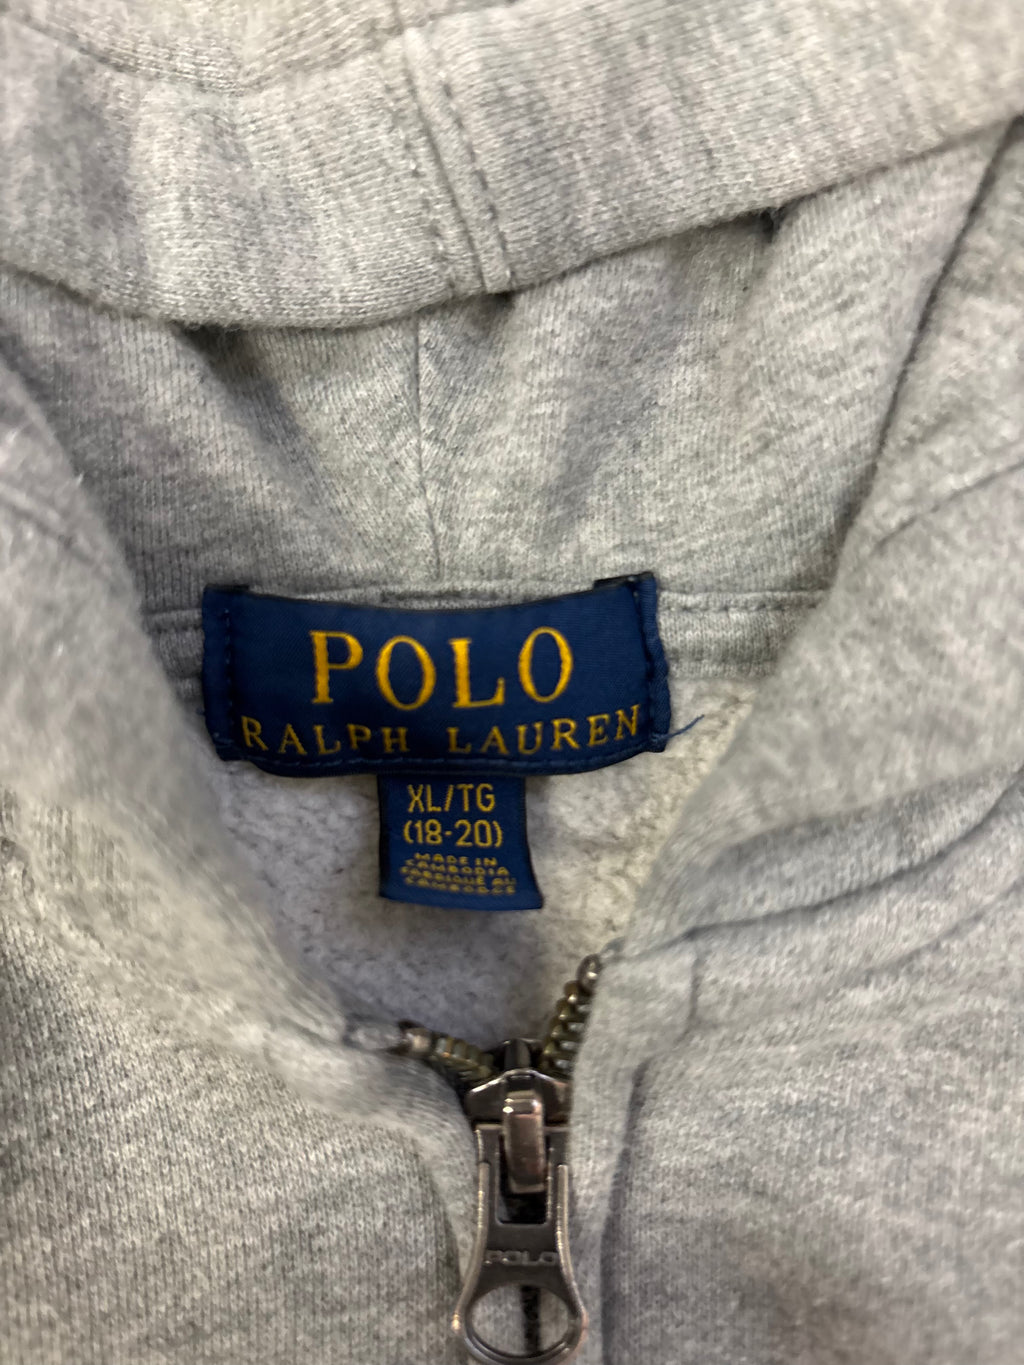 POLO
RALPH LAUREN
XL/TG
(18-20)
MADE IN
CAMBODIA
FABRIQUÉ AU
CAMBODGE
POLO